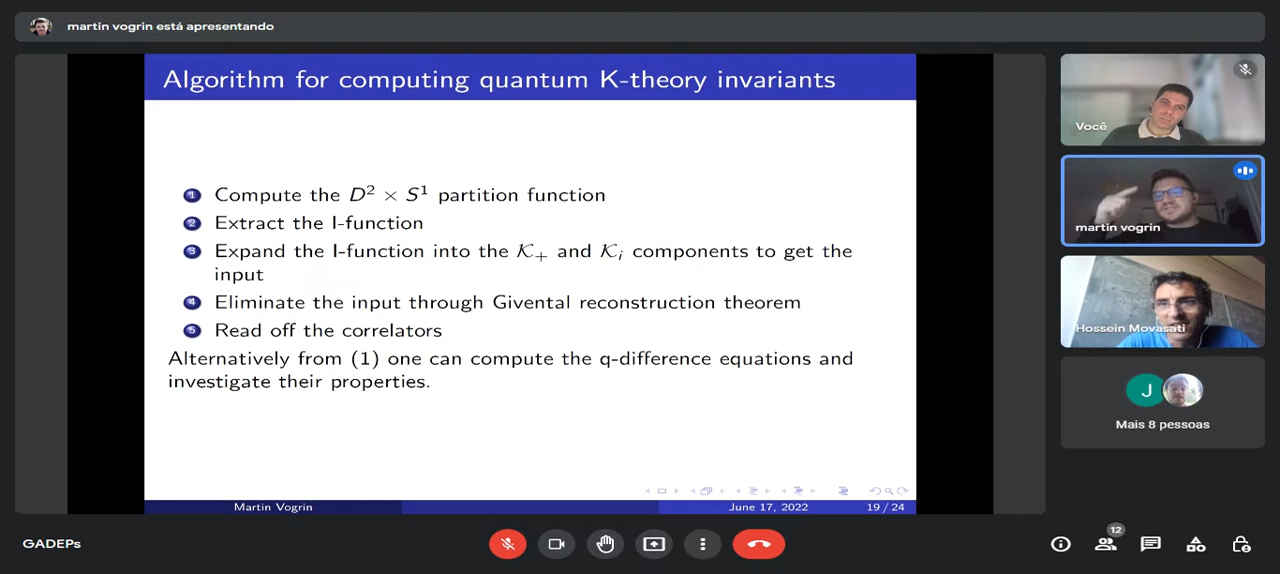 martin vogrin está apresentando
Algorithm for computing quantum K-theory invariants
1 Compute the D² × S¹ partition function
2 Extract the I-function
3 Expand the I-function into the 𝒦₊ and 𝒦ᵢ components to get the
input
4 Eliminate the input through Givental reconstruction theorem
5 Read off the correlators
Alternatively from (1) one can compute the q-difference equations and
investigate their properties.
Martin Vogrin
June 17, 2022
19 / 24
Você
martin vogrin
Hossein Movasati
J
Mais 8 pessoas
GADEPs
12